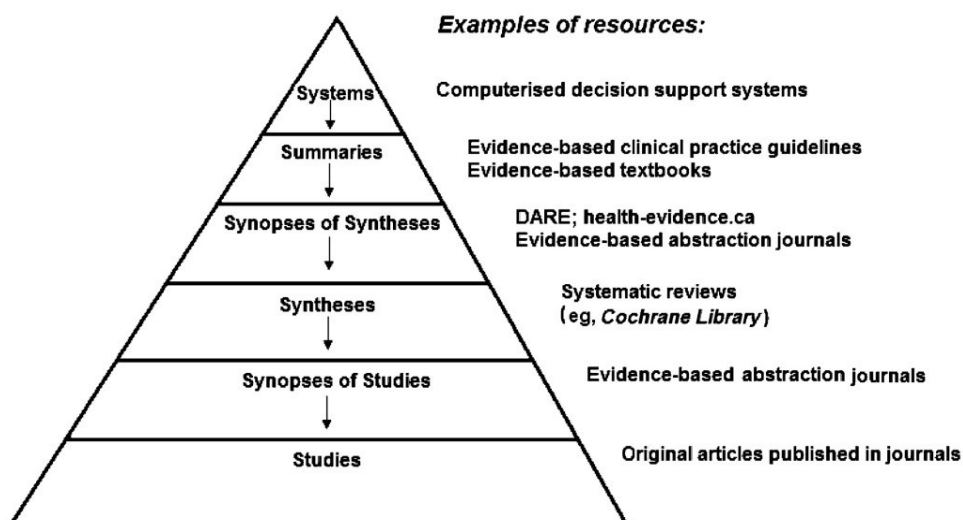 Examples of resources:
Systems
Computerised decision support systems
Summaries
Evidence-based clinical practice guidelines
Evidence-based textbooks
Synopses of Syntheses
DARE; health-evidence.ca
Evidence-based abstraction journals
Syntheses
Systematic reviews
(eg, Cochrane Library)
Synopses of Studies
Evidence-based abstraction journals
Studies
Original articles published in journals